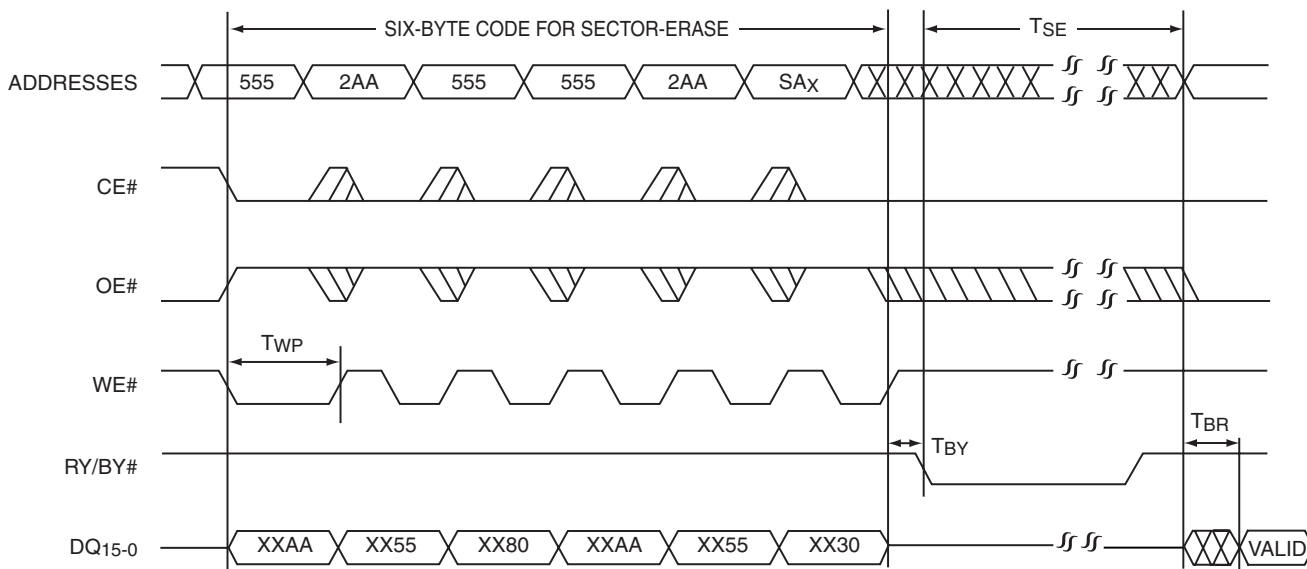 SIX-BYTE CODE FOR SECTOR-ERASE TSE
ADDRESSES 555 2AA 555 555 2AA SAX
CE#
OE#
TWP
WE#
TBR
TBY
RY/BY#
DQ15-0 XXAA XX55 XX80 XXAA XX55 XX30 VALID